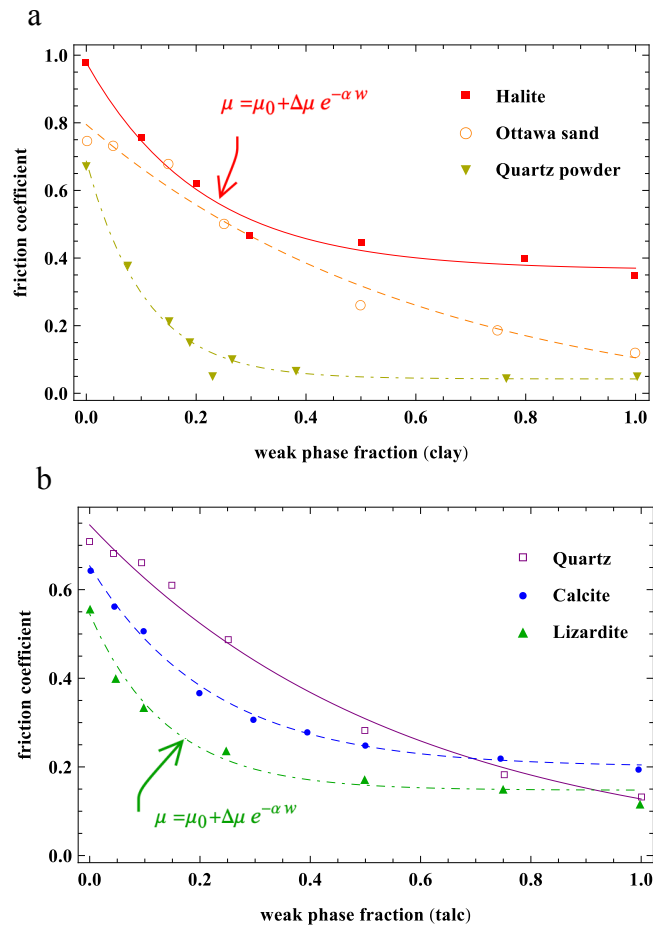 a
1.0
0.8
0.6
0.4
0.2
0.0
friction coefficient
μ =μ₀+Δμ e^{-α w}
Halite
Ottawa sand
Quartz powder
0.0 0.2 0.4 0.6 0.8 1.0
weak phase fraction (clay)
b
0.6
0.4
0.2
0.0
friction coefficient
Quartz
Calcite
Lizardite
μ =μ₀+Δμ e^{-α w}
0.0 0.2 0.4 0.6 0.8 1.0
weak phase fraction (talc)